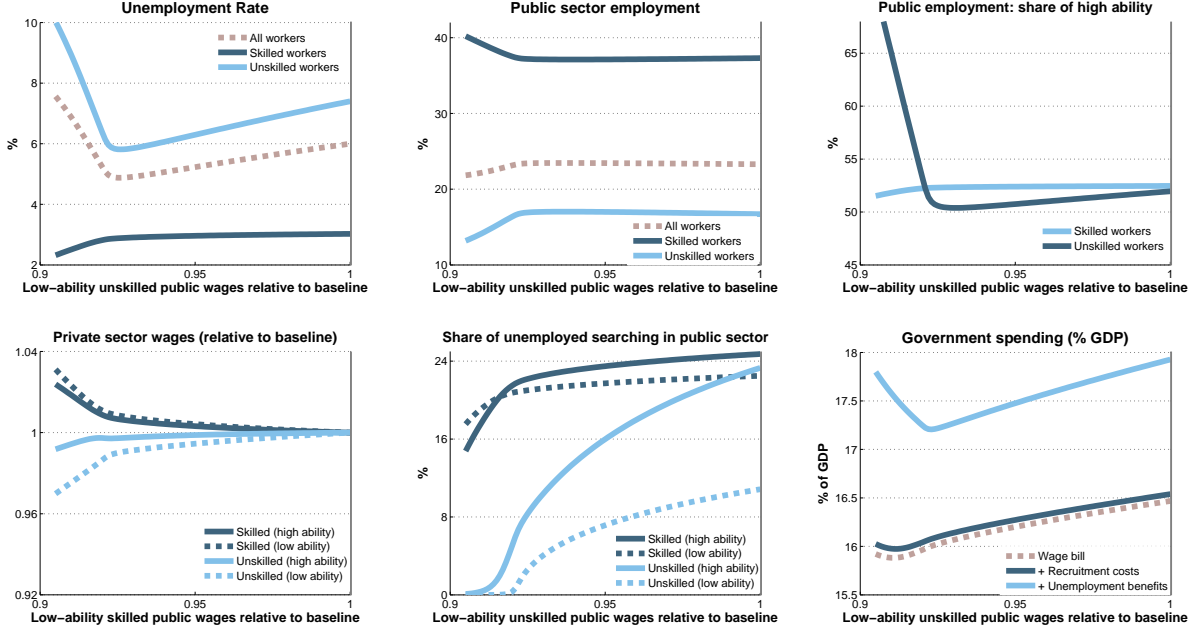 Unemployment Rate
10
8
6
4
2
%
All workers
Skilled workers
Unskilled workers
0.9
0.95
1
Low−ability unskilled public wages relative to baseline
Public sector employment
40
30
20
10
%
All workers
Skilled workers
Unskilled workers
0.9
0.95
1
Low−ability unskilled public wages relative to baseline
Public employment: share of high ability
65
60
55
50
45
%
Skilled workers
Unskilled workers
0.9
0.95
1
Low−ability unskilled public wages relative to baseline
Private sector wages (relative to baseline)
1.04
1
0.96
0.92
Skilled (high ability)
Skilled (low ability)
Unskilled (high ability)
Unskilled (low ability)
0.9
0.95
1
Low−ability skilled public wages relative to baseline
Share of unemployed searching in public sector
24
16
8
0
%
Skilled (high ability)
Skilled (low ability)
Unskilled (high ability)
Unskilled (low ability)
0.9
0.95
1
Low−ability unskilled public wages relative to baseline
Government spending (% GDP)
18
17.5
17
16.5
16
15.5
% of GDP
Wage bill
+ Recruitment costs
+ Unemployment benefits
0.9
0.95
1
Low−ability unskilled public wages relative to baseline